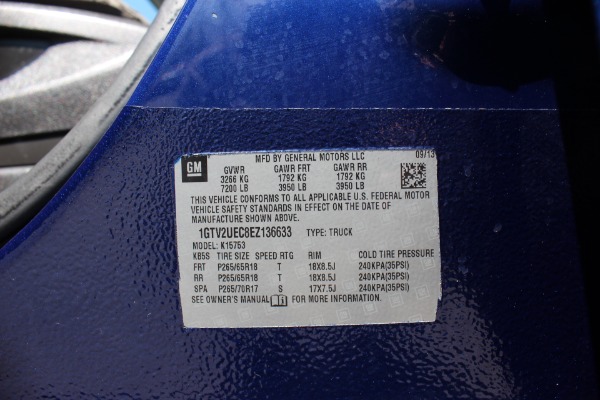 GM
MFD BY GENERAL MOTORS LLC 09/13
GVWR GAWR FRT GAWR RR
3266 KG 1792 KG 1792 KG
7200 LB 3950 LB 3950 LB
THIS VEHICLE CONFORMS TO ALL APPLICABLE U.S. FEDERAL MOTOR
VEHICLE SAFETY STANDARDS IN EFFECT ON THE DATE OF
MANUFACTURE SHOWN ABOVE.
1GTV2UEC8EZ136633 TYPE: TRUCK
MODEL: K15753
KB5S TIRE SIZE SPEED RTG RIM COLD TIRE PRESSURE
FRT P265/65R18 T 18X8.5J 240KPA(35PSI)
RR P265/65R18 T 18X8.5J 240KPA(35PSI)
SPA P265/70R17 S 17X7.5J 240KPA(35PSI)
SEE OWNER'S MANUAL FOR MORE INFORMATION.